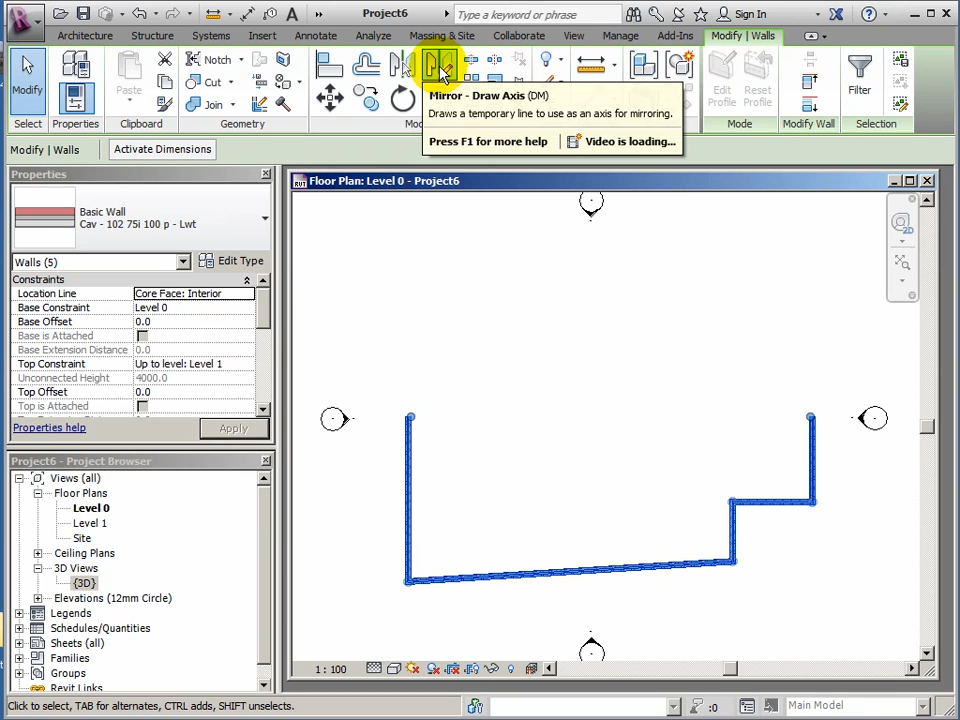 Project6
Type a keyword or phrase
Sign In
Architecture
Structure
Systems
Insert
Annotate
Analyze
Massing & Site
Collaborate
View
Manage
Add-Ins
Modify | Walls
Modify
Properties
Paste
Notch
Cut
Join
Edit
Profile
Reset
Profile
Filter
Select
Properties
Clipboard
Geometry
Mode
Modify Wall
Selection
Mirror - Draw Axis (DM)
Draws a temporary line to use as an axis for mirroring.
Press F1 for more help
Video is loading...
Modify | Walls
Activate Dimensions
Properties
Basic Wall
Cav - 102 75i 100 p - Lwt
Walls (5)
Edit Type
Constraints
Location Line Core Face: Interior
Base Constraint Level 0
Base Offset 0.0
Base is Attached
Base Extension Distance 0.0
Top Constraint Up to level: Level 1
Unconnected Height 4000.0
Top Offset 0.0
Top is Attached
Properties help
Apply
Project6 - Project Browser
Views (all)
Floor Plans
Level 0
Level 1
Site
Ceiling Plans
3D Views
{3D}
Elevations (12mm Circle)
Legends
Schedules/Quantities
Sheets (all)
Families
Groups
Revit Links
Floor Plan: Level 0 - Project6
2D
1 : 100
Click to select, TAB for alternates, CTRL adds, SHIFT unselects.
:0
Main Model